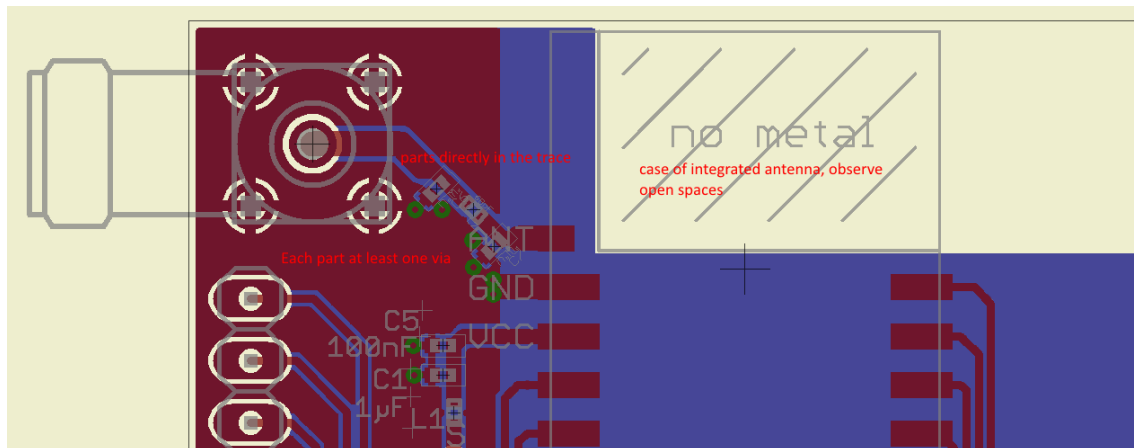 no metal
parts directly in the trace
case of integrated antenna, observe
open spaces
ANT
Each part at least one via
GND
C5
VCC
100nF
C1
1µF
L1